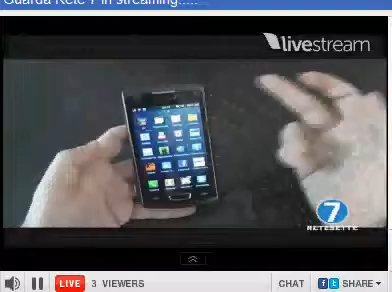 Guarda Rete 7 in streaming.....
livestream
7
RETESETTE
LIVE 3 VIEWERS CHAT f t SHARE